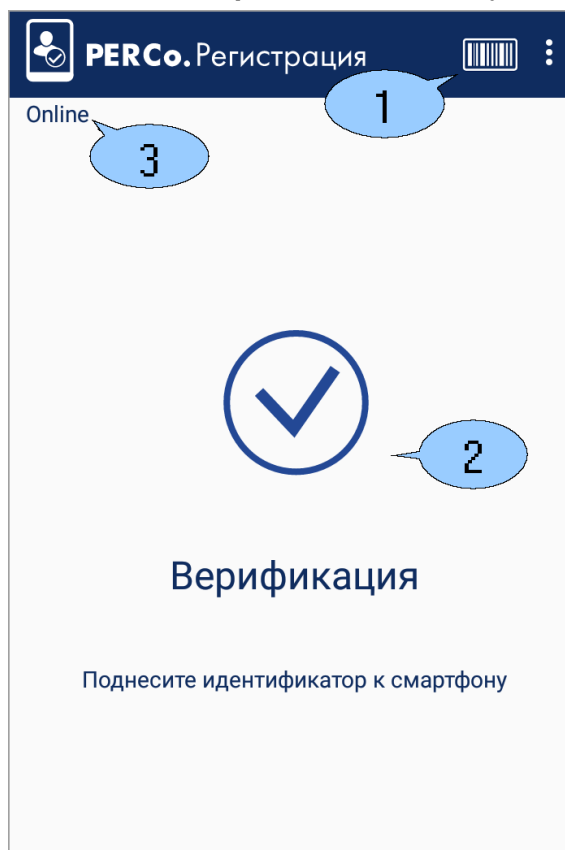 PERCo. Регистрация
1
Online
3
2
Верификация
Поднесите идентификатор к смартфону